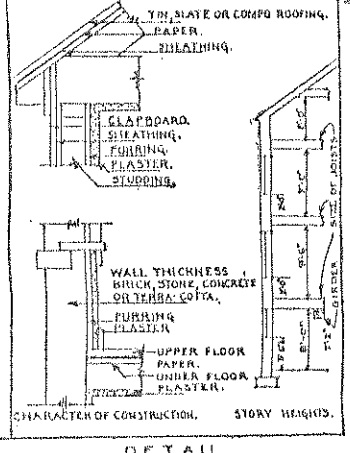 TIN, SLATE OR COMPO ROOFING.
PAPER.
SHEATHING.
CLAPBOARD.
SHEATHING.
FURRING.
PLASTER.
STUDDING.
WALL THICKNESS
BRICK, STONE, CONCRETE
OR TERRA-COTTA.
FURRING
PLASTER
UPPER FLOOR
PAPER.
UNDER FLOOR
PLASTER.
SIZE OF JOISTS
GIRDER
CHARACTER OF CONSTRUCTION.
STORY HEIGHTS.
DETAIL